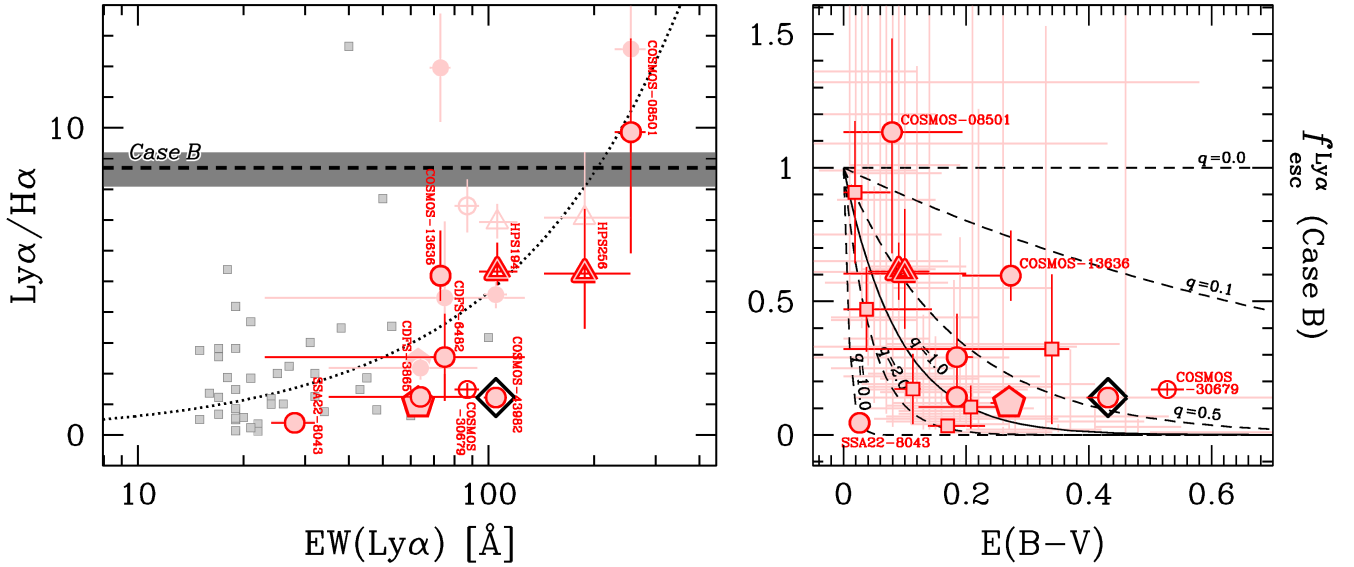 Lyα/Hα
10
5
0
Case B
COSMOS-08501
COSMOS-13636
HPS194
HPS256
CDFS-6482
CDFS-3865
COSMOS-43982
COSMOS
-30679
SSA22-8043
10
100
EW(Lyα) [Å]
1.5
1
0.5
0
COSMOS-08501
q=0.0
COSMOS-13636
q=0.1
q=1.0
q=2.0
q=10.0
q=0.5
COSMOS
-30679
SSA22-8043
0
0.2
0.4
0.6
E(B−V)
f esc Lyα (Case B)